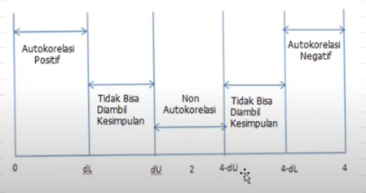 Autokorelasi
Positif
Autokorelasi
Negatif
Tidak Bisa
Diambil
Kesimpulan
Non
Autokorelasi
Tidak Bisa
Diambil
Kesimpulan
0 dL dU 2 4-dU 4-dL 4